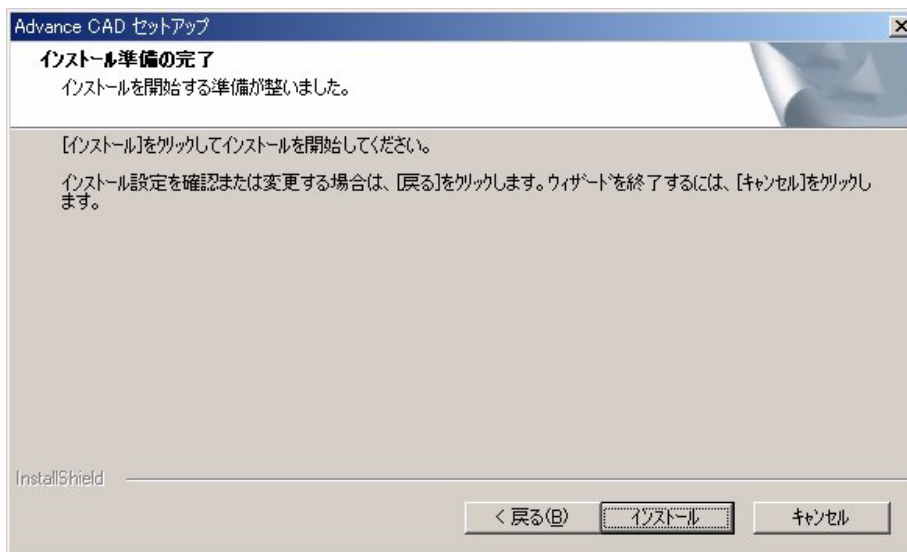 Advance CAD セットアップ
インストール準備の完了
インストールを開始する準備が整いました。
[インストール]をクリックしてインストールを開始してください。
インストール設定を確認または変更する場合は、[戻る]をクリックします。ウィザードを終了するには、[キャンセル]をクリックし
ます。
InstallShield
< 戻る(B)
インストール
キャンセル